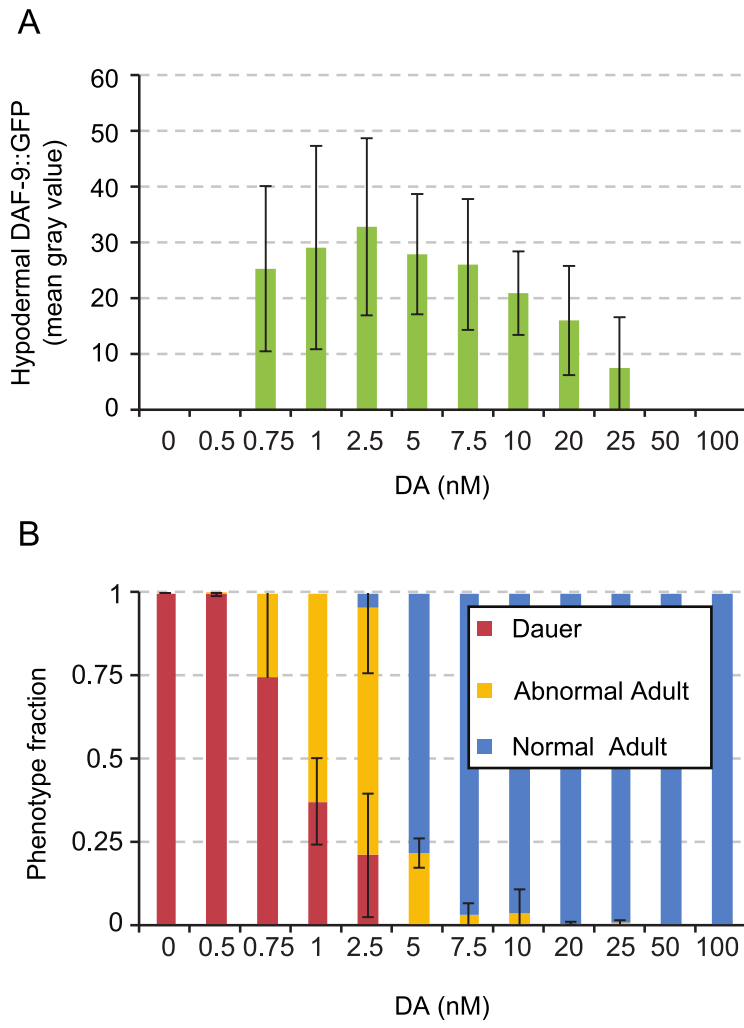 A
Hypodermal DAF-9::GFP
(mean gray value)
60
50
40
30
20
10
0
0 0.5 0.75 1 2.5 5 7.5 10 20 25 50 100
DA (nM)
B
Phenotype fraction
1
0.75
0.5
0.25
0
Dauer
Abnormal Adult
Normal Adult
0 0.5 0.75 1 2.5 5 7.5 10 20 25 50 100
DA (nM)